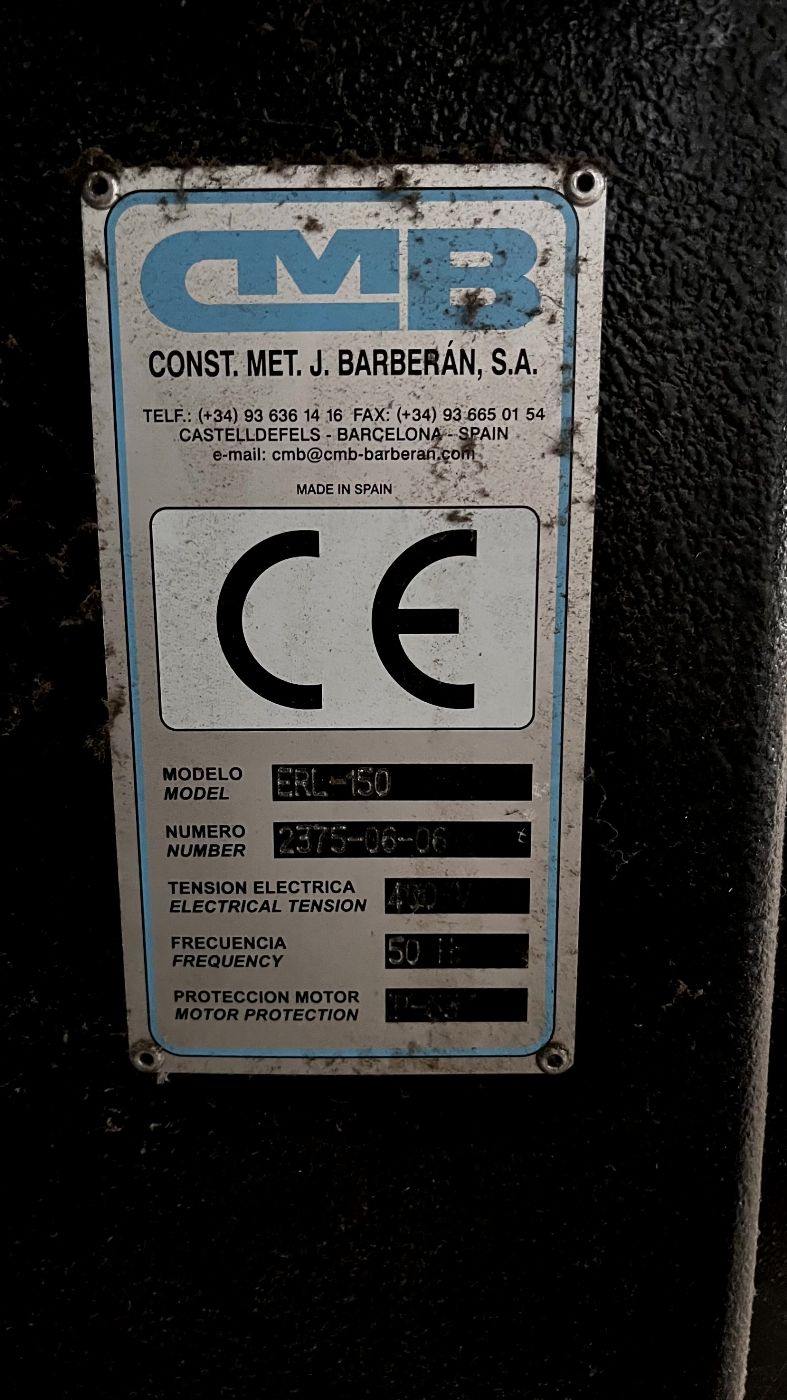 CMB
CONST. MET. J. BARBERÁN, S.A.
TELF.: (+34) 93 636 14 16 FAX: (+34) 93 665 01 54
CASTELLDEFELS - BARCELONA - SPAIN
e-mail: cmb@cmb-barberan.com
MADE IN SPAIN
CE
MODELO ERL-150
MODEL
NUMERO 2375-06-06
NUMBER
TENSION ELECTRICA 400 V
ELECTRICAL TENSION
FRECUENCIA 50 Hz
FREQUENCY
PROTECCION MOTOR
MOTOR PROTECTION